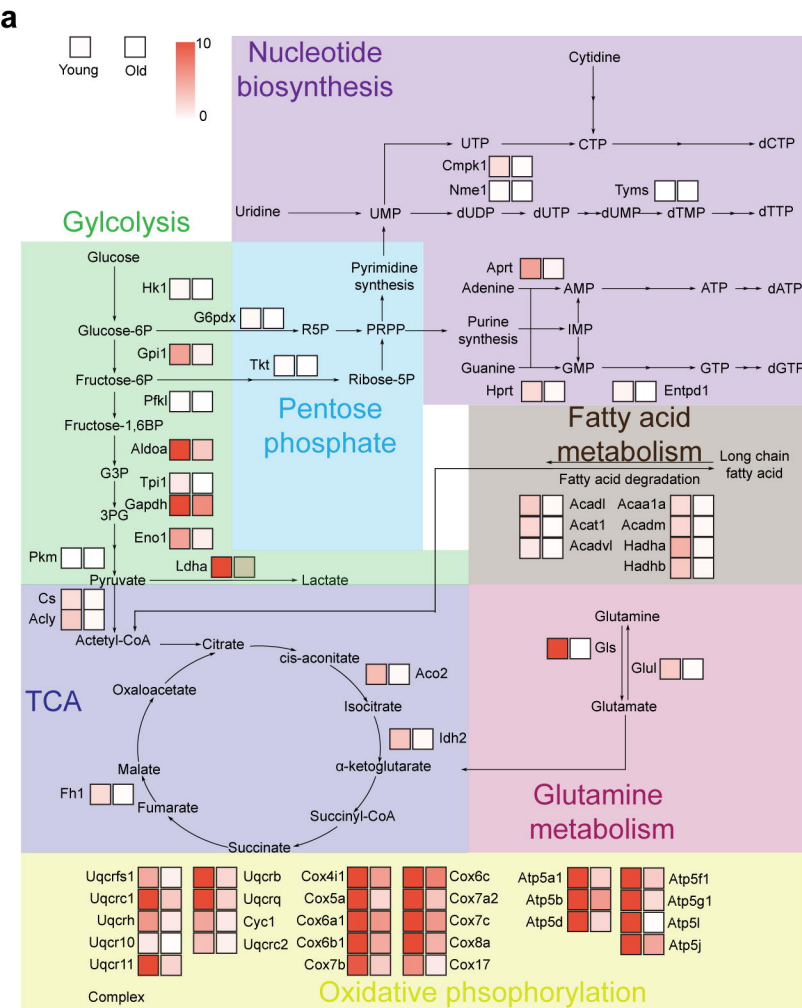 a
Young Old
10
0
Nucleotide
biosynthesis
Cytidine
UTP CTP dCTP
Cmpk1
Nme1 Tyms
Uridine UMP dUDP dUTP dUMP dTMP dTTP
Gylcolysis
Glucose
Hk1
Glucose-6P
G6pdx
R5P
Gpi1
Fructose-6P
Tkt
Ribose-5P
Pfkl
Fructose-1,6BP
Aldoa
G3P
Tpi1
Gapdh
3PG
Eno1
Pkm
Pyruvate
Ldha
Lactate
Pyrimidine
synthesis
PRPP
Pentose
phosphate
Aprt
Adenine AMP ATP dATP
Purine
synthesis
IMP
Guanine GMP GTP dGTP
Hprt Entpd1
Fatty acid
metabolism
Long chain
fatty acid
Fatty acid degradation
Acadl Acaa1a
Acat1 Acadm
Acadvl Hadha
Hadhb
Cs
Acly
Actetyl-CoA
Citrate
cis-aconitate
Aco2
Isocitrate
Idh2
α-ketoglutarate
Succinyl-CoA
Succinate
Fumarate
Fh1
Malate
Oxaloacetate
TCA
Glutamine
Gls
Glul
Glutamate
Glutamine
metabolism
Uqcrfs1 Uqcrb
Uqcrc1 Uqcrq
Uqcrh Cyc1
Uqcr10 Uqcrc2
Uqcr11
Cox4i1 Cox6c
Cox5a Cox7a2
Cox6a1 Cox7c
Cox6b1 Cox8a
Cox7b Cox17
Atp5a1 Atp5f1
Atp5b Atp5g1
Atp5d Atp5l
Atp5j
Complex
Oxidative phsophorylation